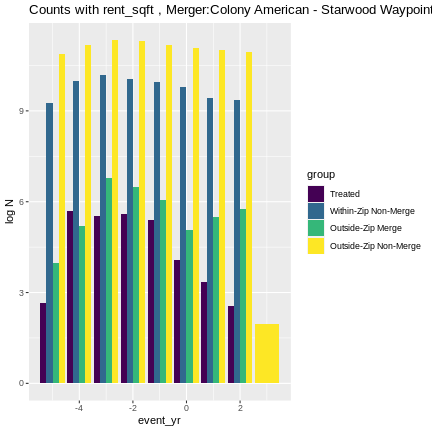 Counts with rent_sqft , Merger:Colony American - Starwood Waypoint
9
6
3
0
log N
-4
-2
0
2
event_yr
group
Treated
Within-Zip Non-Merge
Outside-Zip Merge
Outside-Zip Non-Merge